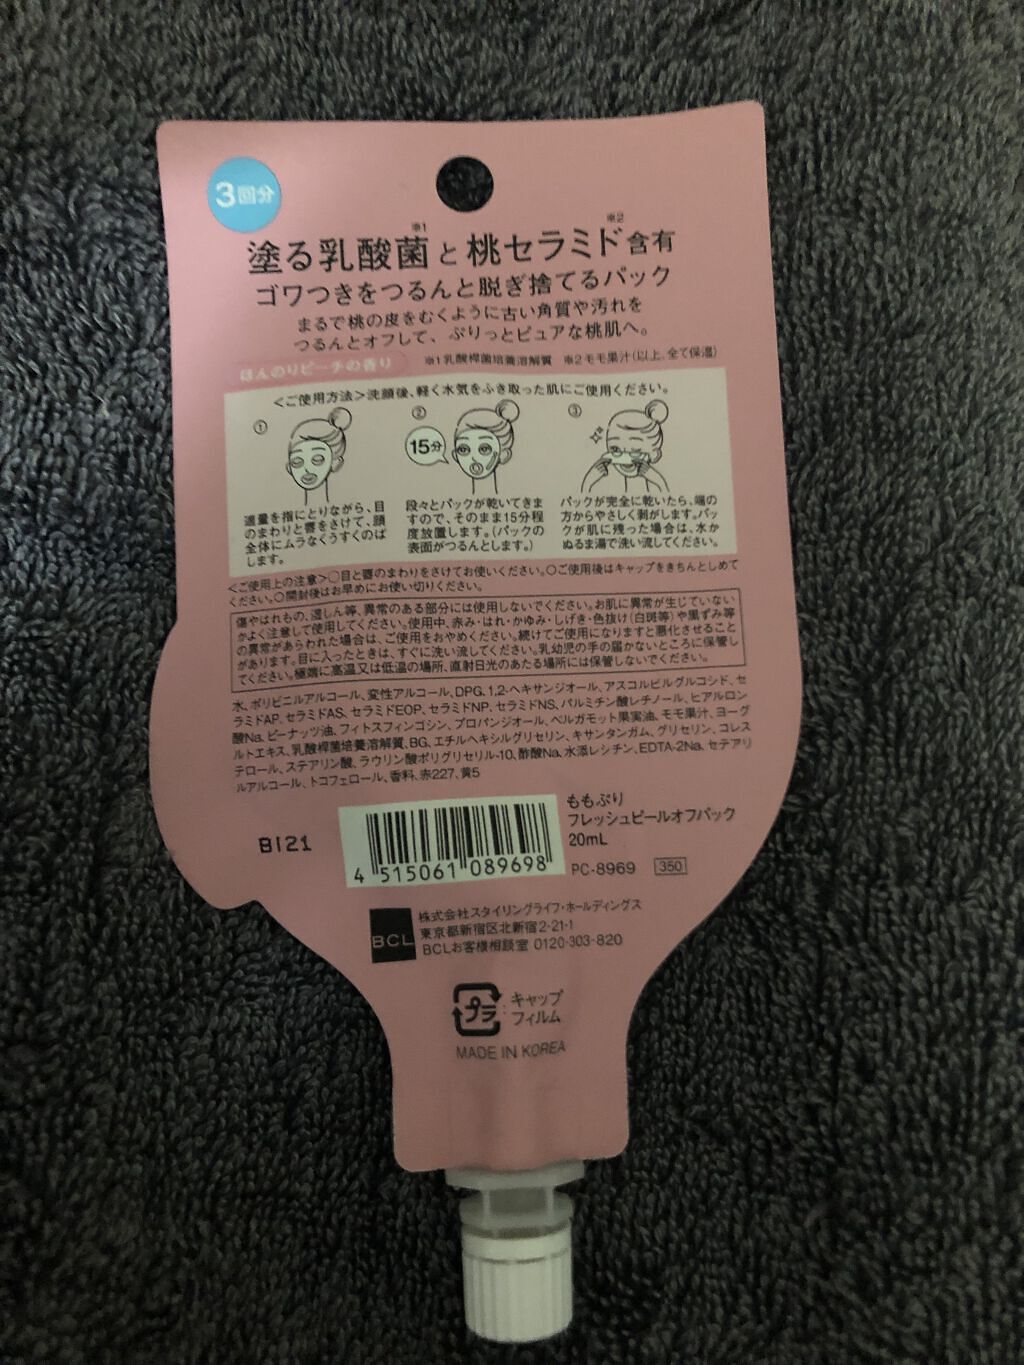 3回分
※1 ※2
塗る乳酸菌と桃セラミド含有
ゴワつきをつるんと脱ぎ捨てるパック
まるで桃の皮をむくように古い角質や汚れを
つるんとオフして、ぷりっとピュアな桃肌へ。
ほんのりピーチの香り ※1乳酸桿菌培養溶解質 ※2モモ果汁(以上、全て保湿)
＜ご使用方法＞洗顔後、軽く水気をふき取った肌にご使用ください。
① ② ③
15分
適量を指にとりながら、目
のまわりと唇をさけて、顔
全体にムラなくうすくのば
します。
段々とパックが乾いてきま
すので、そのまま15分程
度放置します。(パックの
表面がつるんとします。)
パックが完全に乾いたら、端の
方からやさしく剥がします。パッ
クが肌に残った場合は、水か
ぬるま湯で洗い流してください。
＜ご使用上の注意＞○目と唇のまわりをさけてお使いください。○ご使用後はキャップをきちんとしめて
ください。○開封後はお早めにお使い切りください。
傷やはれもの、湿しん等、異常のある部分には使用しないでください。お肌に異常が生じていない
かよく注意して使用してください。使用中、赤み・はれ・かゆみ・しげき・色抜け(白斑等)や黒ずみ等
の異常があらわれた場合は、ご使用をおやめください。続けてご使用になりますと悪化させること
があります。目に入ったときは、すぐに洗い流してください。乳幼児の手の届かないところに保管し
てください。極端に高温又は低温の場所、直射日光のあたる場所には保管しないでください。
水、ポリビニルアルコール、変性アルコール、DPG、1,2-ヘキサンジオール、アスコルビルグルコシド、セ
ラミドAP、セラミドAS、セラミドEOP、セラミドNP、セラミドNS、パルミチン酸レチノール、ヒアルロン
酸Na、ピーナッツ油、フィトスフィンゴシン、プロパンジオール、ベルガモット果実油、モモ果汁、ヨーグ
ルトエキス、乳酸桿菌培養溶解質、BG、エチルヘキシルグリセリン、キサンタンガム、グリセリン、コレス
テロール、ステアリン酸、ラウリン酸ポリグリセリル-10、酢酸Na、水添レシチン、EDTA-2Na、セテアリ
ルアルコール、トコフェロール、香料、赤227、黄5
BI21
4 515061 089698
ももぷり
フレッシュピールオフパック
20mL
PC-8969 350
BCL
株式会社スタイリングライフ・ホールディングス
東京都新宿区北新宿2-21-1
BCLお客様相談室 0120-303-820
プラ
:キャップ
フィルム
MADE IN KOREA